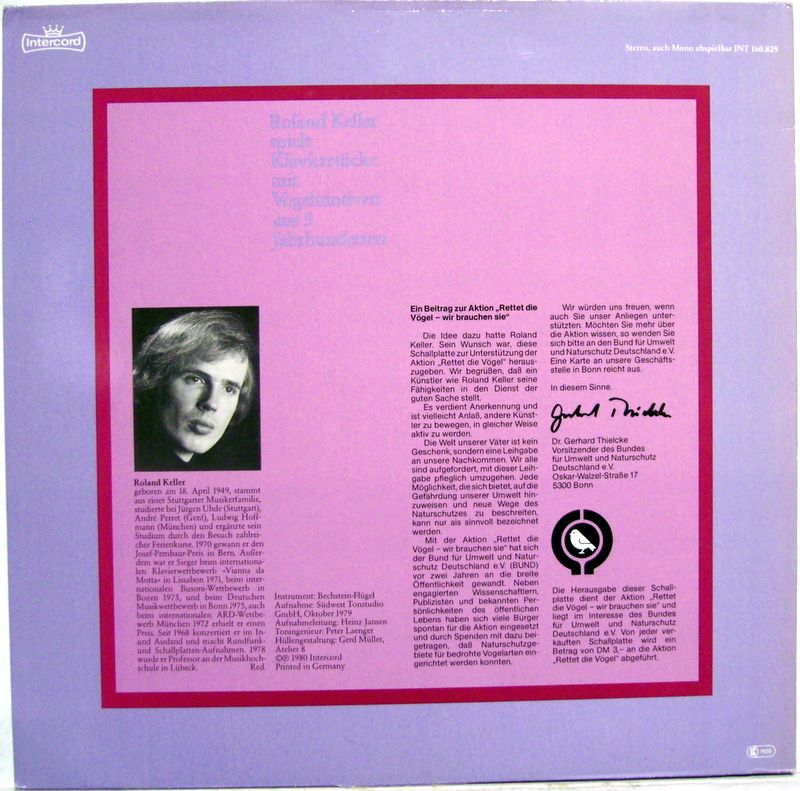 Intercord
Stereo, auch Mono abspielbar INT 160.829
Roland Keller
spielt
Klavierstücke
mit
Vogelmotiven
aus 5
Jahrhunderten
Roland Keller
geboren am 18. April 1949, stammt
aus einer Stuttgarter Musikerfamilie,
studierte bei Jürgen Uhde (Stuttgart),
André Perret (Genf), Ludwig Hoff-
mann (München) und ergänzte sein
Studium durch den Besuch zahlrei-
cher Ferienkurse. 1970 gewann er den
Josef-Pembaur-Preis in Bern. Außer-
dem war er Sieger beim internationa-
len Klavierwettbewerb «Vianna da
Motta» in Lissabon 1971, beim inter-
nationalen Busoni-Wettbewerb in
Bozen 1973, und beim Deutschen
Musikwettbewerb in Bonn 1975, auch
beim internationalen ARD-Wettbe-
werb München 1972 erhielt er einen
Preis. Seit 1968 konzertiert er im In-
und Ausland und macht Rundfunk-
und Schallplatten-Aufnahmen. 1978
wurde er Professor an der Musikhoch-
schule in Lübeck. Red.
Instrument: Bechstein-Flügel
Aufnahme: Südwest Tonstudio
GmbH, Oktober 1979
Aufnahmeleitung: Heinz Jansen
Toningenieur: Peter Laenger
Hüllengestaltung: Gerd Müller,
Atelier 8
©℗ 1980 Intercord
Printed in Germany
Ein Beitrag zur Aktion „Rettet die
Vögel – wir brauchen sie“
Die Idee dazu hatte Roland
Keller. Sein Wunsch war, diese
Schallplatte zur Unterstützung der
Aktion „Rettet die Vögel“ heraus-
zugeben. Wir begrüßen, daß ein
Künstler wie Roland Keller seine
Fähigkeiten in den Dienst der
guten Sache stellt.
Es verdient Anerkennung und
ist vielleicht Anlaß, andere Künst-
ler zu bewegen, in gleicher Weise
aktiv zu werden.
Die Welt unserer Väter ist kein
Geschenk, sondern eine Leihgabe
an unsere Nachkommen. Wir alle
sind aufgefordert, mit dieser Leih-
gabe pfleglich umzugehen. Jede
Möglichkeit, die sich bietet, auf die
Gefährdung unserer Umwelt hin-
zuweisen und neue Wege des
Naturschutzes zu beschreiten,
kann nur als sinnvoll bezeichnet
werden.
Mit der Aktion „Rettet die
Vögel – wir brauchen sie“ hat sich
der Bund für Umwelt und Natur-
schutz Deutschland e.V. (BUND)
vor zwei Jahren an die breite
Öffentlichkeit gewandt. Neben
engagierten Wissenschaftlern,
Publizisten und bekannten Per-
sönlichkeiten des öffentlichen
Lebens haben sich viele Bürger
spontan für die Aktion eingesetzt
und durch Spenden mit dazu bei-
getragen, daß Naturschutzge-
biete für bedrohte Vogelarten ein-
gerichtet werden konnten.
Wir würden uns freuen, wenn
auch Sie unser Anliegen unter-
stützten. Möchten Sie mehr über
die Aktion wissen, so wenden Sie
sich bitte an den Bund für Umwelt
und Naturschutz Deutschland e.V.
Eine Karte an unsere Geschäfts-
stelle in Bonn reicht aus.
In diesem Sinne.
Gerhard Thielcke
Dr. Gerhard Thielcke
Vorsitzender des Bundes
für Umwelt und Naturschutz
Deutschland e.V.
Oskar-Walzel-Straße 17
5300 Bonn
Die Herausgabe dieser Schall-
platte dient der Aktion „Rettet
die Vögel – wir brauchen sie“ und
liegt im Interesse des Bundes
für Umwelt und Naturschutz
Deutschland e.V. Von jeder ver-
kauften Schallplatte wird ein
Betrag von DM 3,– an die Aktion
„Rettet die Vögel“ abgeführt.